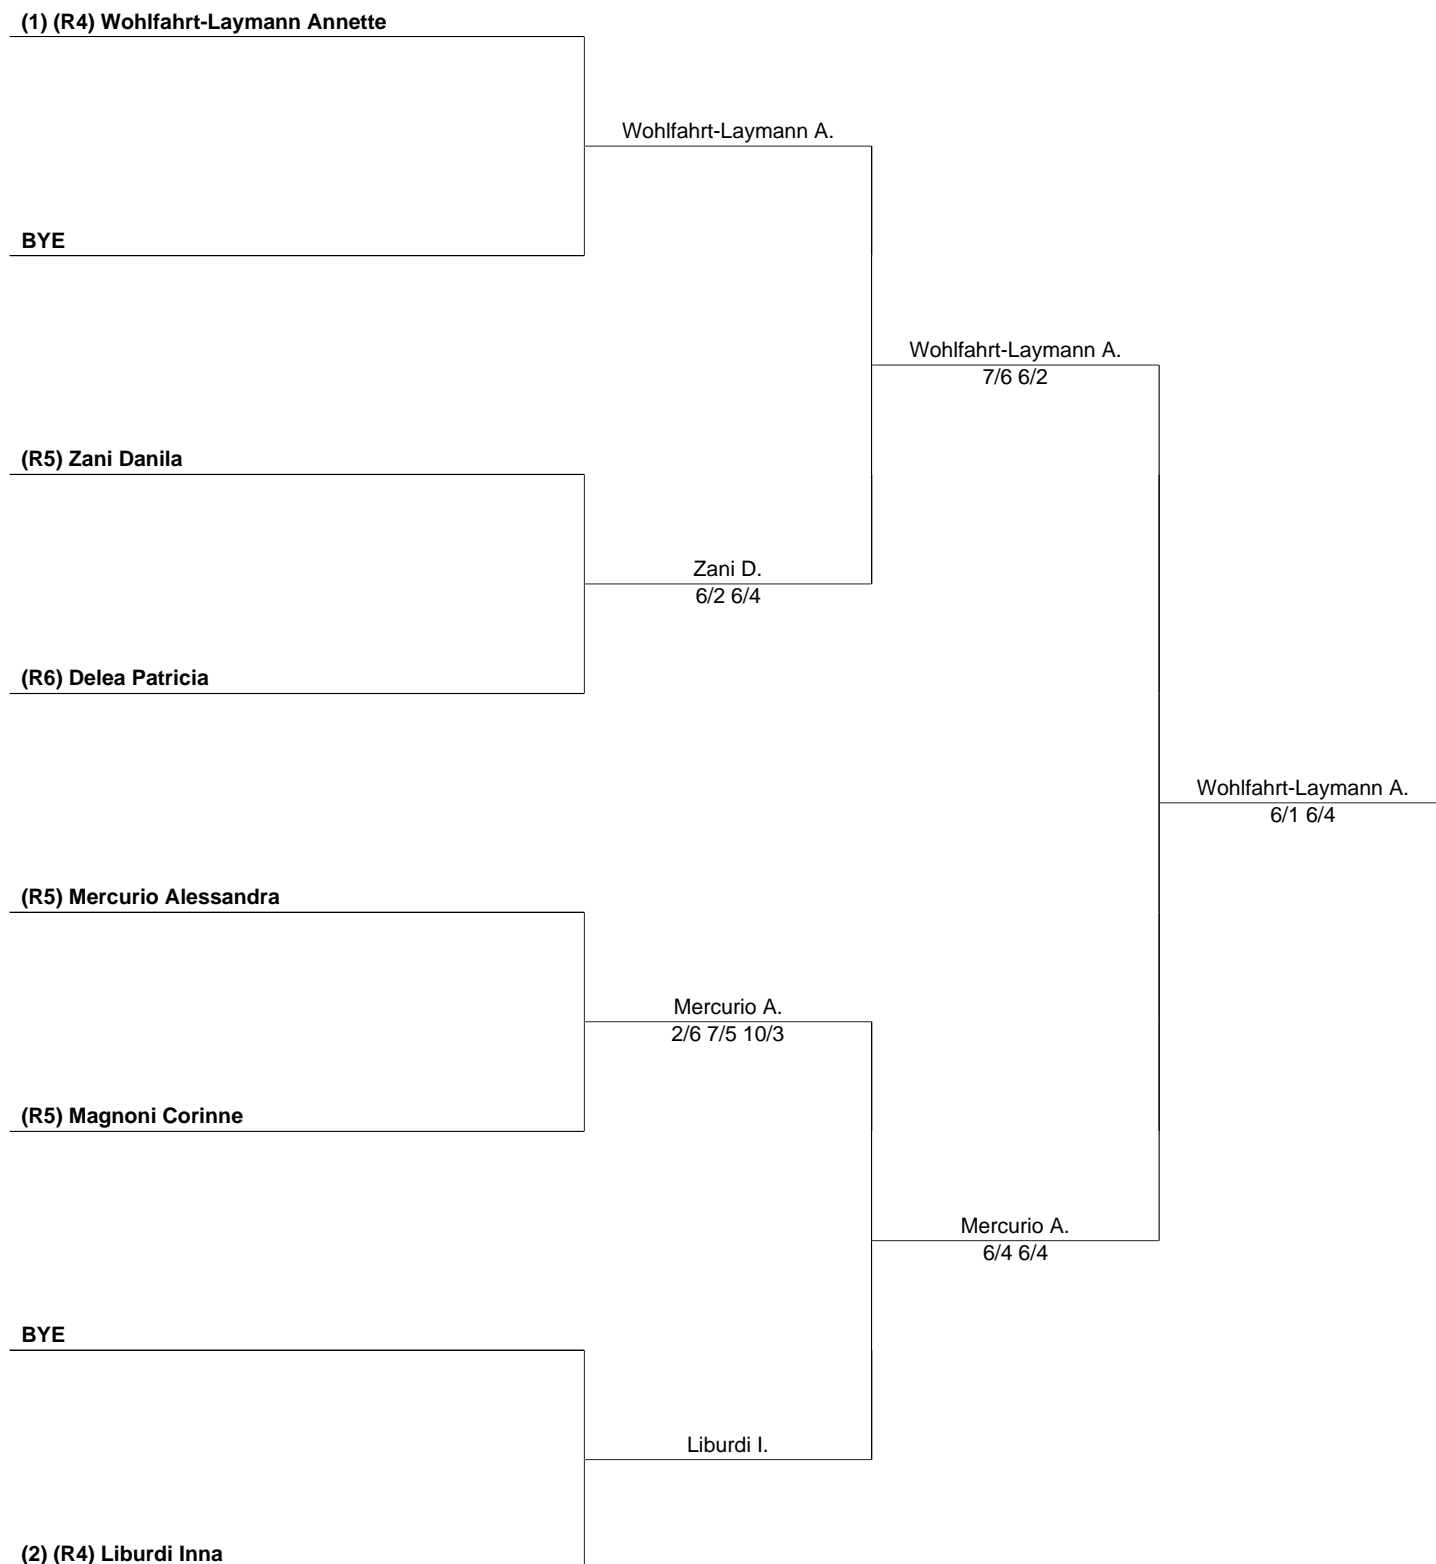 (1) (R4) Wohlfahrt-Laymann Annette
Wohlfahrt-Laymann A.
BYE
Wohlfahrt-Laymann A.
7/6 6/2
(R5) Zani Danila
Zani D.
6/2 6/4
(R6) Delea Patricia
Wohlfahrt-Laymann A.
6/1 6/4
(R5) Mercurio Alessandra
Mercurio A.
2/6 7/5 10/3
(R5) Magnoni Corinne
Mercurio A.
6/4 6/4
BYE
Liburdi I.
(2) (R4) Liburdi Inna